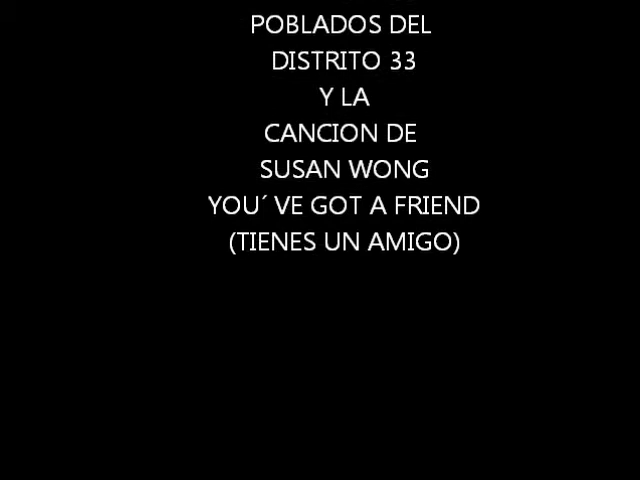 POBLADOS DEL
DISTRITO 33
Y LA
CANCION DE
SUSAN WONG
YOU´ VE GOT A FRIEND
(TIENES UN AMIGO)